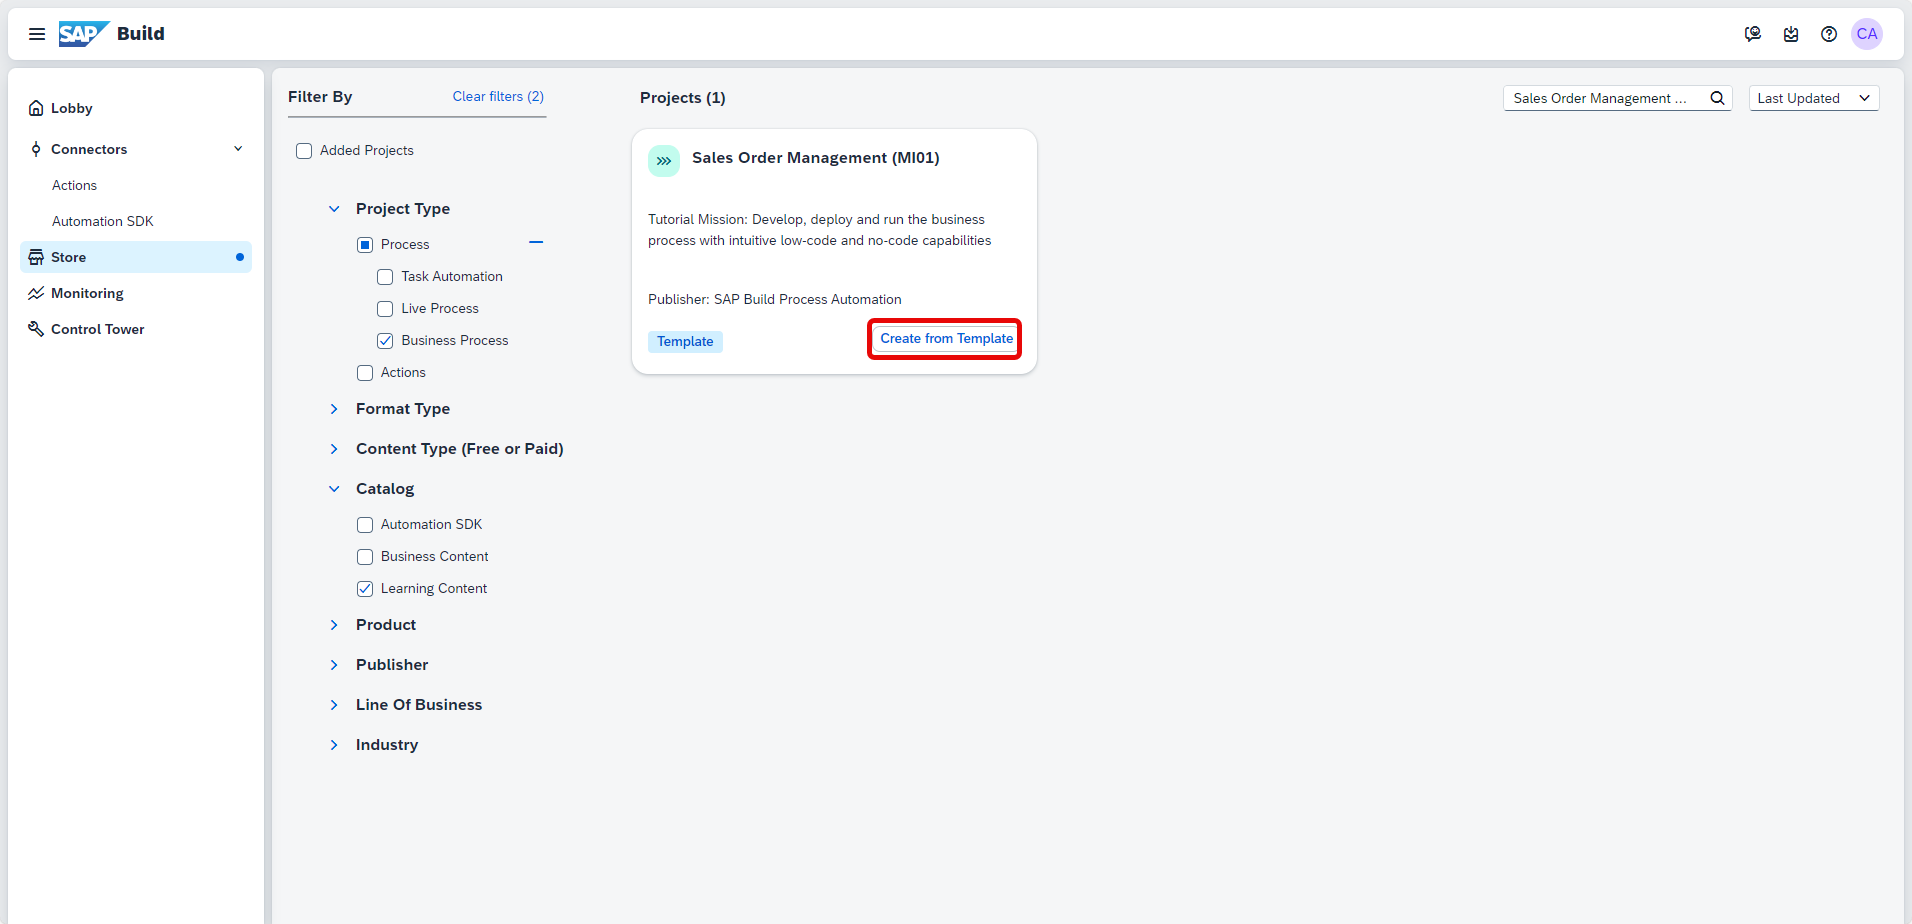 SAP Build
CA
Lobby
Connectors
Actions
Automation SDK
Store
Monitoring
Control Tower
Filter By
Clear filters (2)
Added Projects
Project Type
Process
Task Automation
Live Process
Business Process
Actions
Format Type
Content Type (Free or Paid)
Catalog
Automation SDK
Business Content
Learning Content
Product
Publisher
Line Of Business
Industry
Projects (1)
Sales Order Management ...
Last Updated
Sales Order Management (MI01)
Tutorial Mission: Develop, deploy and run the business
process with intuitive low-code and no-code capabilities
Publisher: SAP Build Process Automation
Template
Create from Template